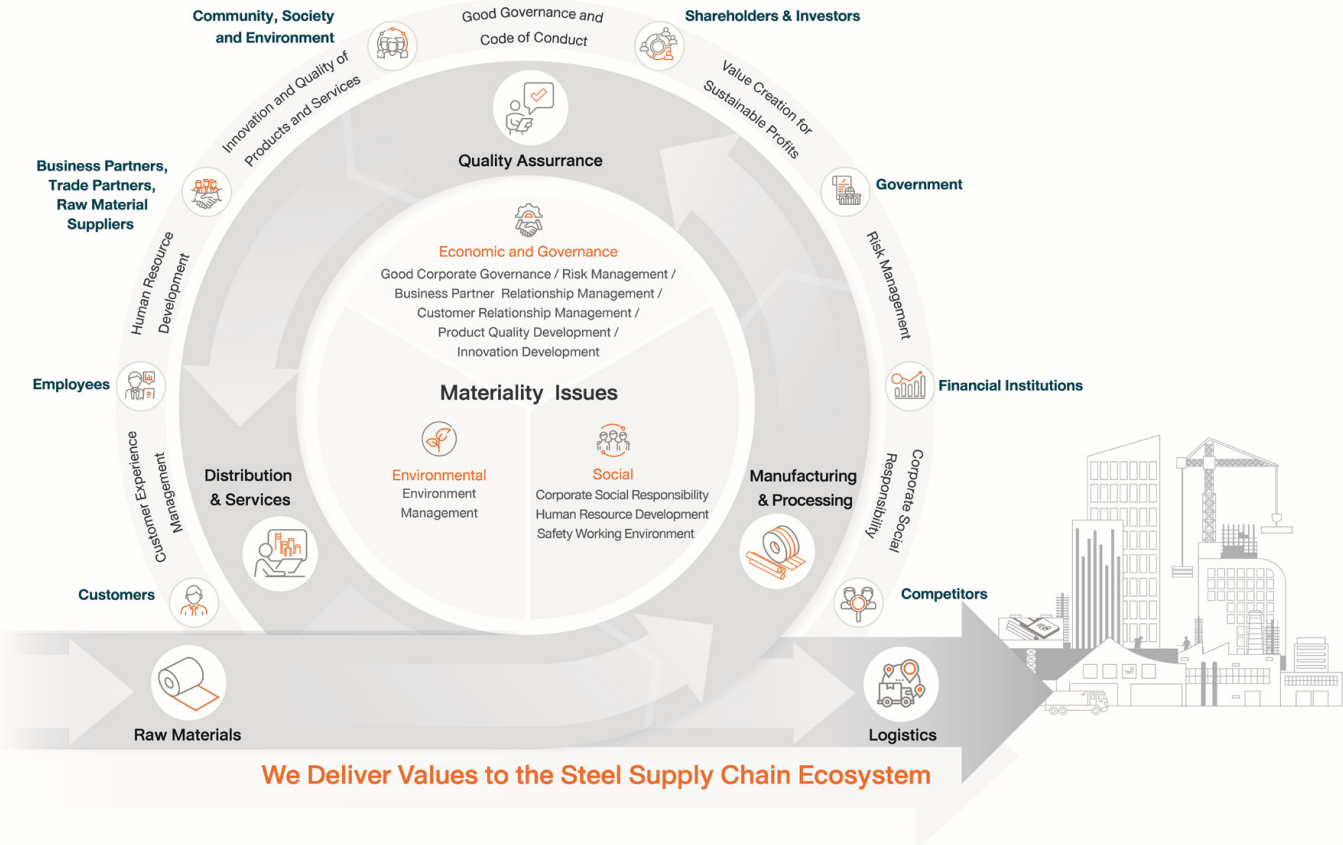 Community, Society
and Environment
Good Governance and
Code of Conduct
Shareholders & Investors
Innovation and Quality of
Products and Services
Value Creation for
Sustainable Profits
Quality Assurrance
Business Partners,
Trade Partners,
Raw Material
Suppliers
Government
Human Resource
Development
Risk Management
Economic and Governance
Good Corporate Governance / Risk Management /
Business Partner Relationship Management /
Customer Relationship Management /
Product Quality Development /
Innovation Development
Employees
Financial Institutions
Materiality Issues
Customer Experience
Management
Distribution
& Services
Environmental
Environment
Management
Social
Corporate Social Responsibility
Human Resource Development
Safety Working Environment
Manufacturing
& Processing
Corporate Social
Responsibility
Customers
Competitors
Raw Materials
Logistics
We Deliver Values to the Steel Supply Chain Ecosystem